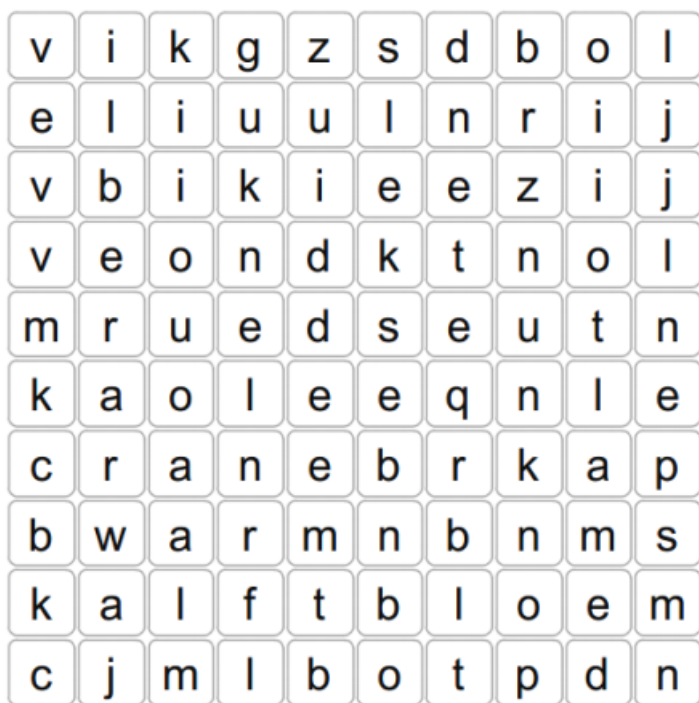 v i k g z s d b o l
e l i u u l n r i j
v b i k i e e z i j
v e o n d k t n o l
m r u e d s e u t n
k a o l e e q n l e
c r a n e b r k a p
b w a r m n b n m s
k a l f t b l o e m
c j m l b o t p d n